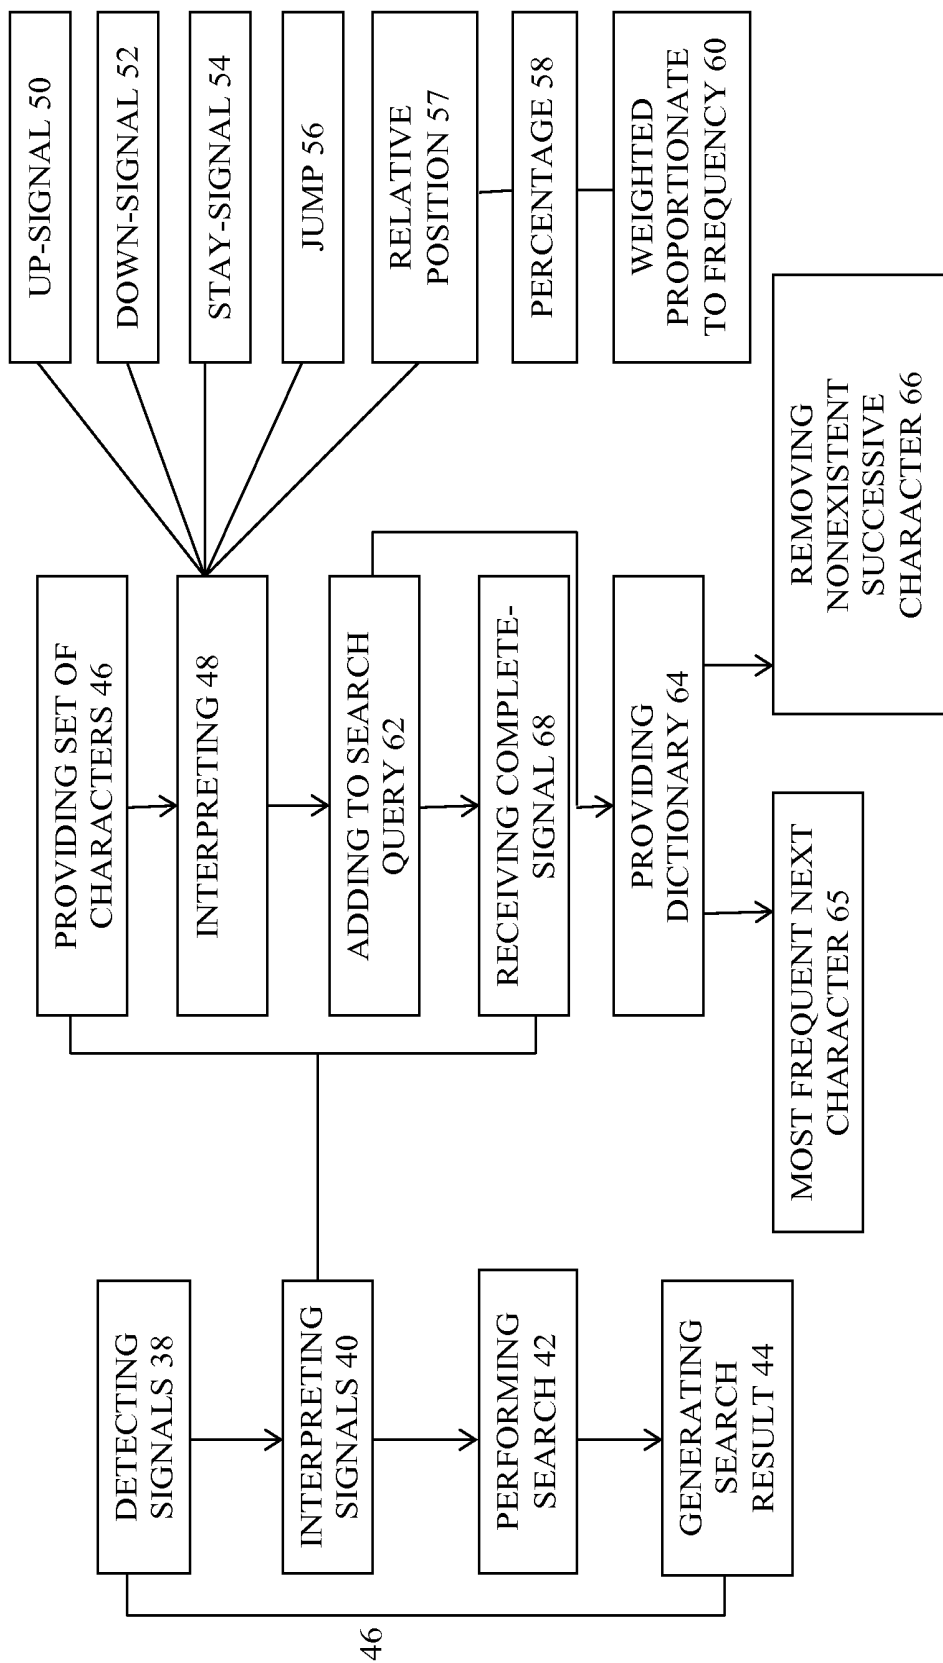 46
DETECTING
SIGNALS 38
INTERPRETING
SIGNALS 40
PERFORMING
SEARCH 42
GENERATING
SEARCH
RESULT 44
PROVIDING SET OF
CHARACTERS 46
INTERPRETING 48
ADDING TO SEARCH
QUERY 62
RECEIVING COMPLETE-
SIGNAL 68
PROVIDING
DICTIONARY 64
MOST FREQUENT NEXT
CHARACTER 65
REMOVING
NONEXISTENT
SUCCESSIVE
CHARACTER 66
UP-SIGNAL 50
DOWN-SIGNAL 52
STAY-SIGNAL 54
JUMP 56
RELATIVE
POSITION 57
PERCENTAGE 58
WEIGHTED
PROPORTIONATE
TO FREQUENCY 60